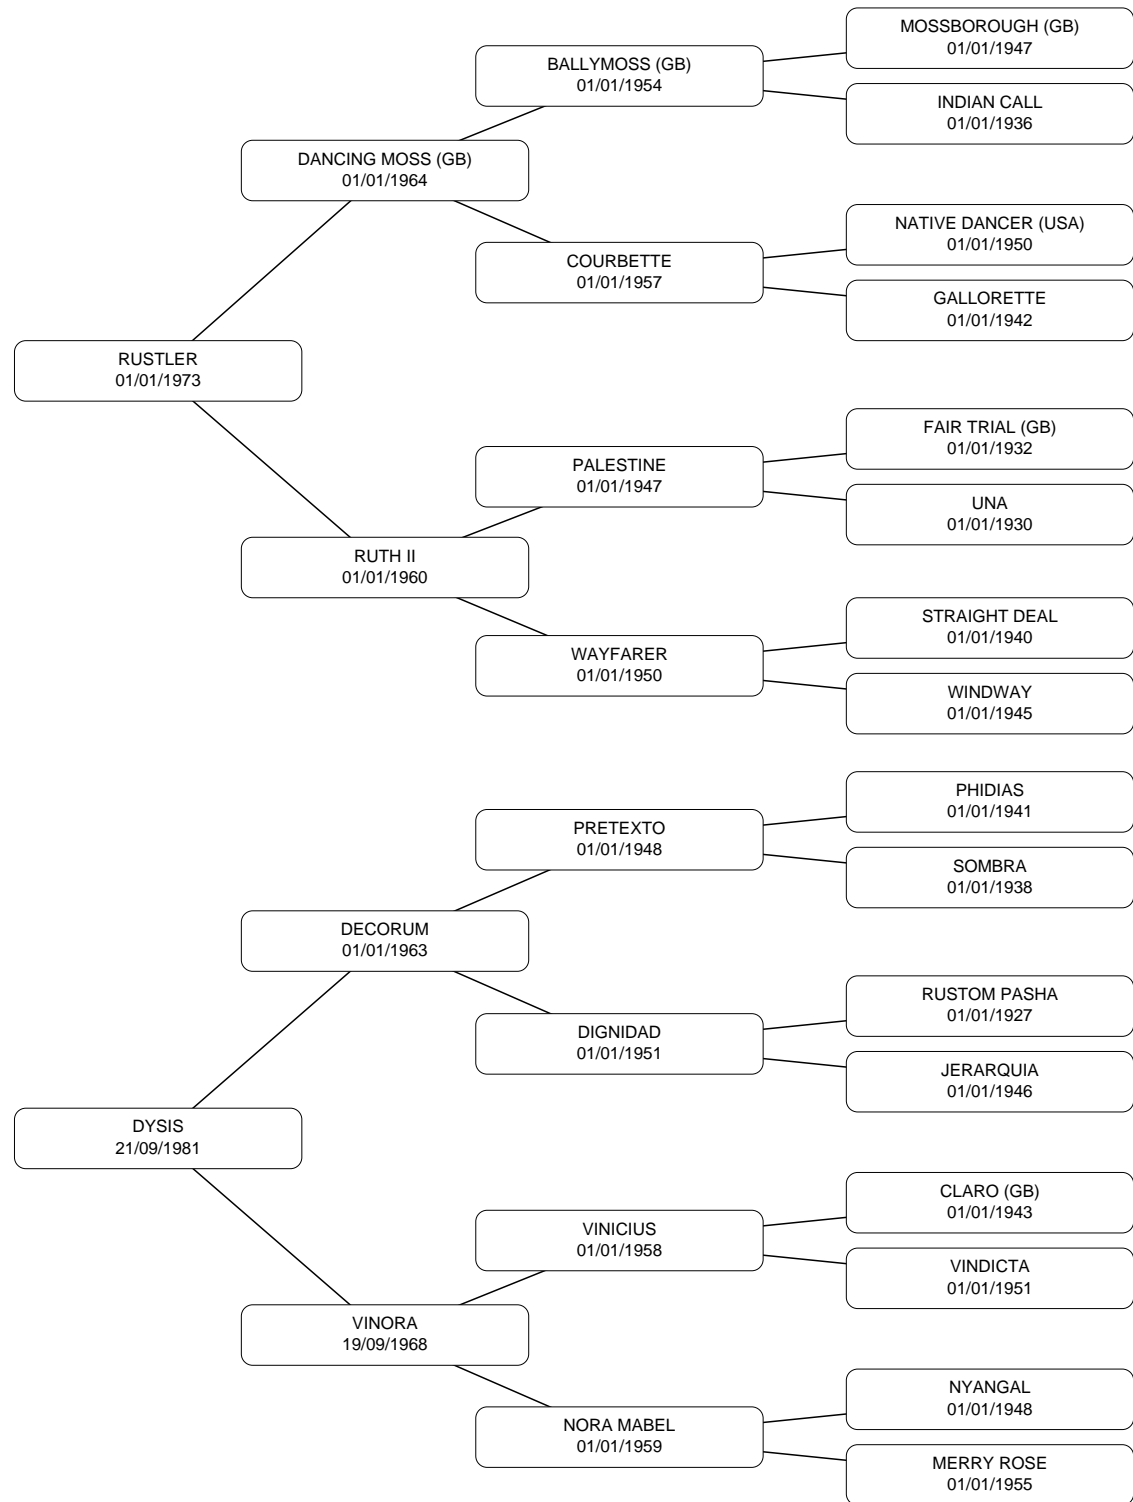 MOSSBOROUGH (GB)
01/01/1947
BALLYMOSS (GB)
01/01/1954
INDIAN CALL
01/01/1936
DANCING MOSS (GB)
01/01/1964
NATIVE DANCER (USA)
01/01/1950
COURBETTE
01/01/1957
GALLORETTE
01/01/1942
RUSTLER
01/01/1973
FAIR TRIAL (GB)
01/01/1932
PALESTINE
01/01/1947
UNA
01/01/1930
RUTH II
01/01/1960
STRAIGHT DEAL
01/01/1940
WAYFARER
01/01/1950
WINDWAY
01/01/1945
PHIDIAS
01/01/1941
PRETEXTO
01/01/1948
SOMBRA
01/01/1938
DECORUM
01/01/1963
RUSTOM PASHA
01/01/1927
DIGNIDAD
01/01/1951
JERARQUIA
01/01/1946
DYSIS
21/09/1981
CLARO (GB)
01/01/1943
VINICIUS
01/01/1958
VINDICTA
01/01/1951
VINORA
19/09/1968
NYANGAL
01/01/1948
NORA MABEL
01/01/1959
MERRY ROSE
01/01/1955